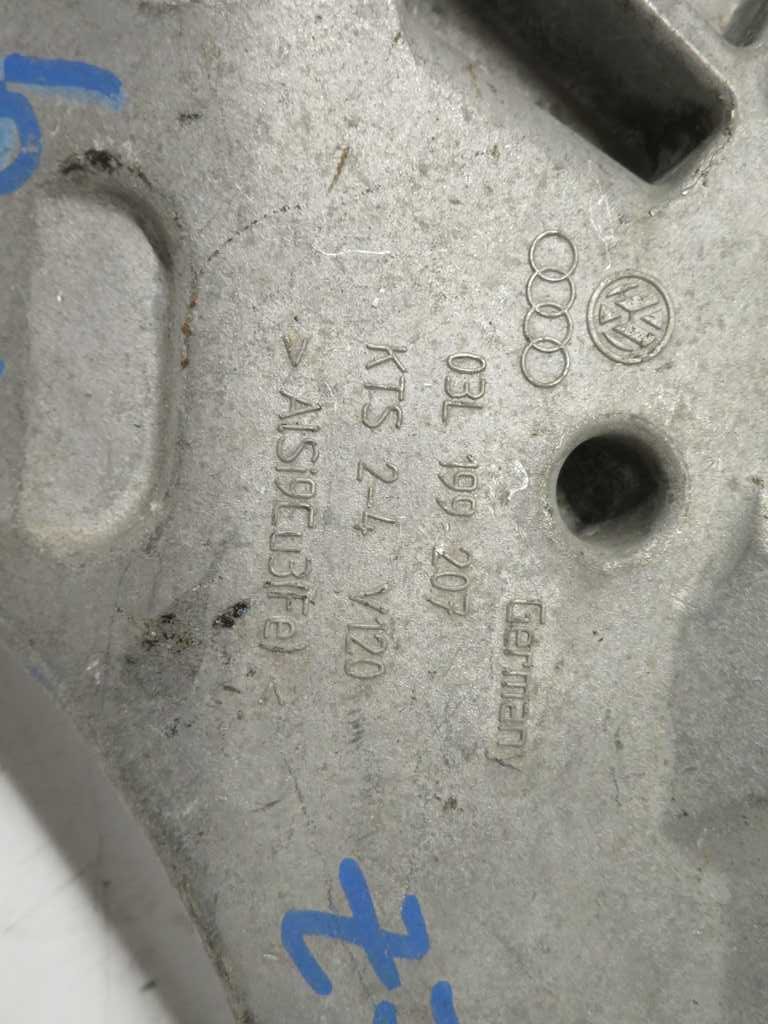 03L 199 207
Germany
KTS 2-4 V120
>AlSi9Cu3(Fe)<